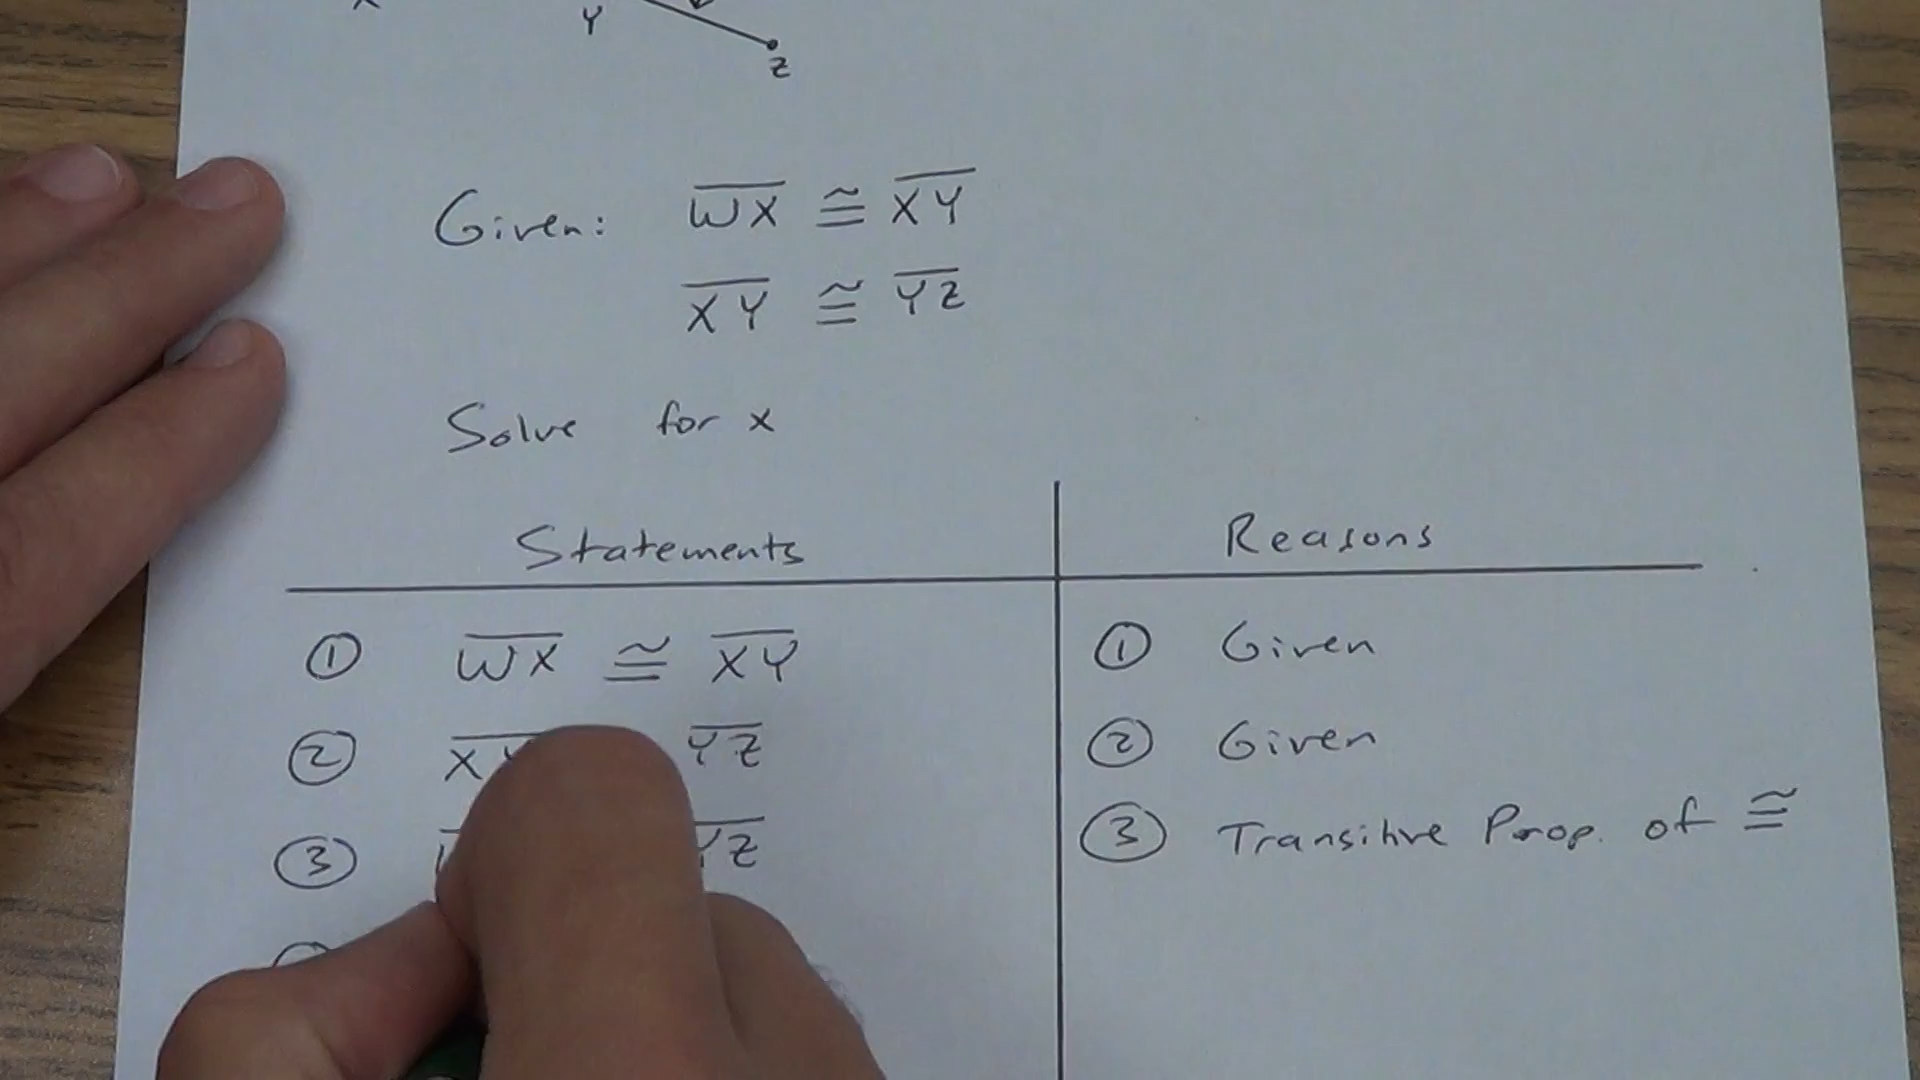 Y
Z
Given: WX ≅ XY
XY ≅ YZ
Solve for x
Statements Reasons
① WX ≅ XY ① Given
② YZ ② Given
③ YZ ③ Transitive Prop. of ≅